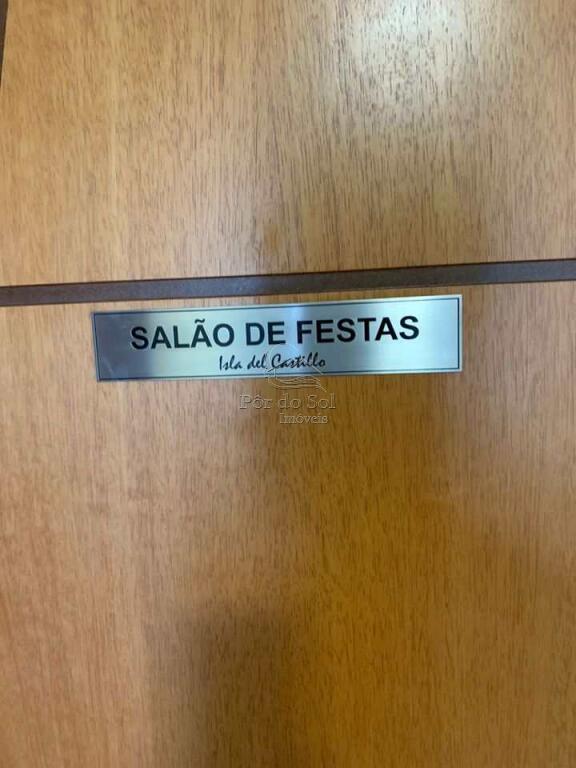 SALÃO DE FESTAS
Isla del Castillo
Pôr do Sol
Imóveis